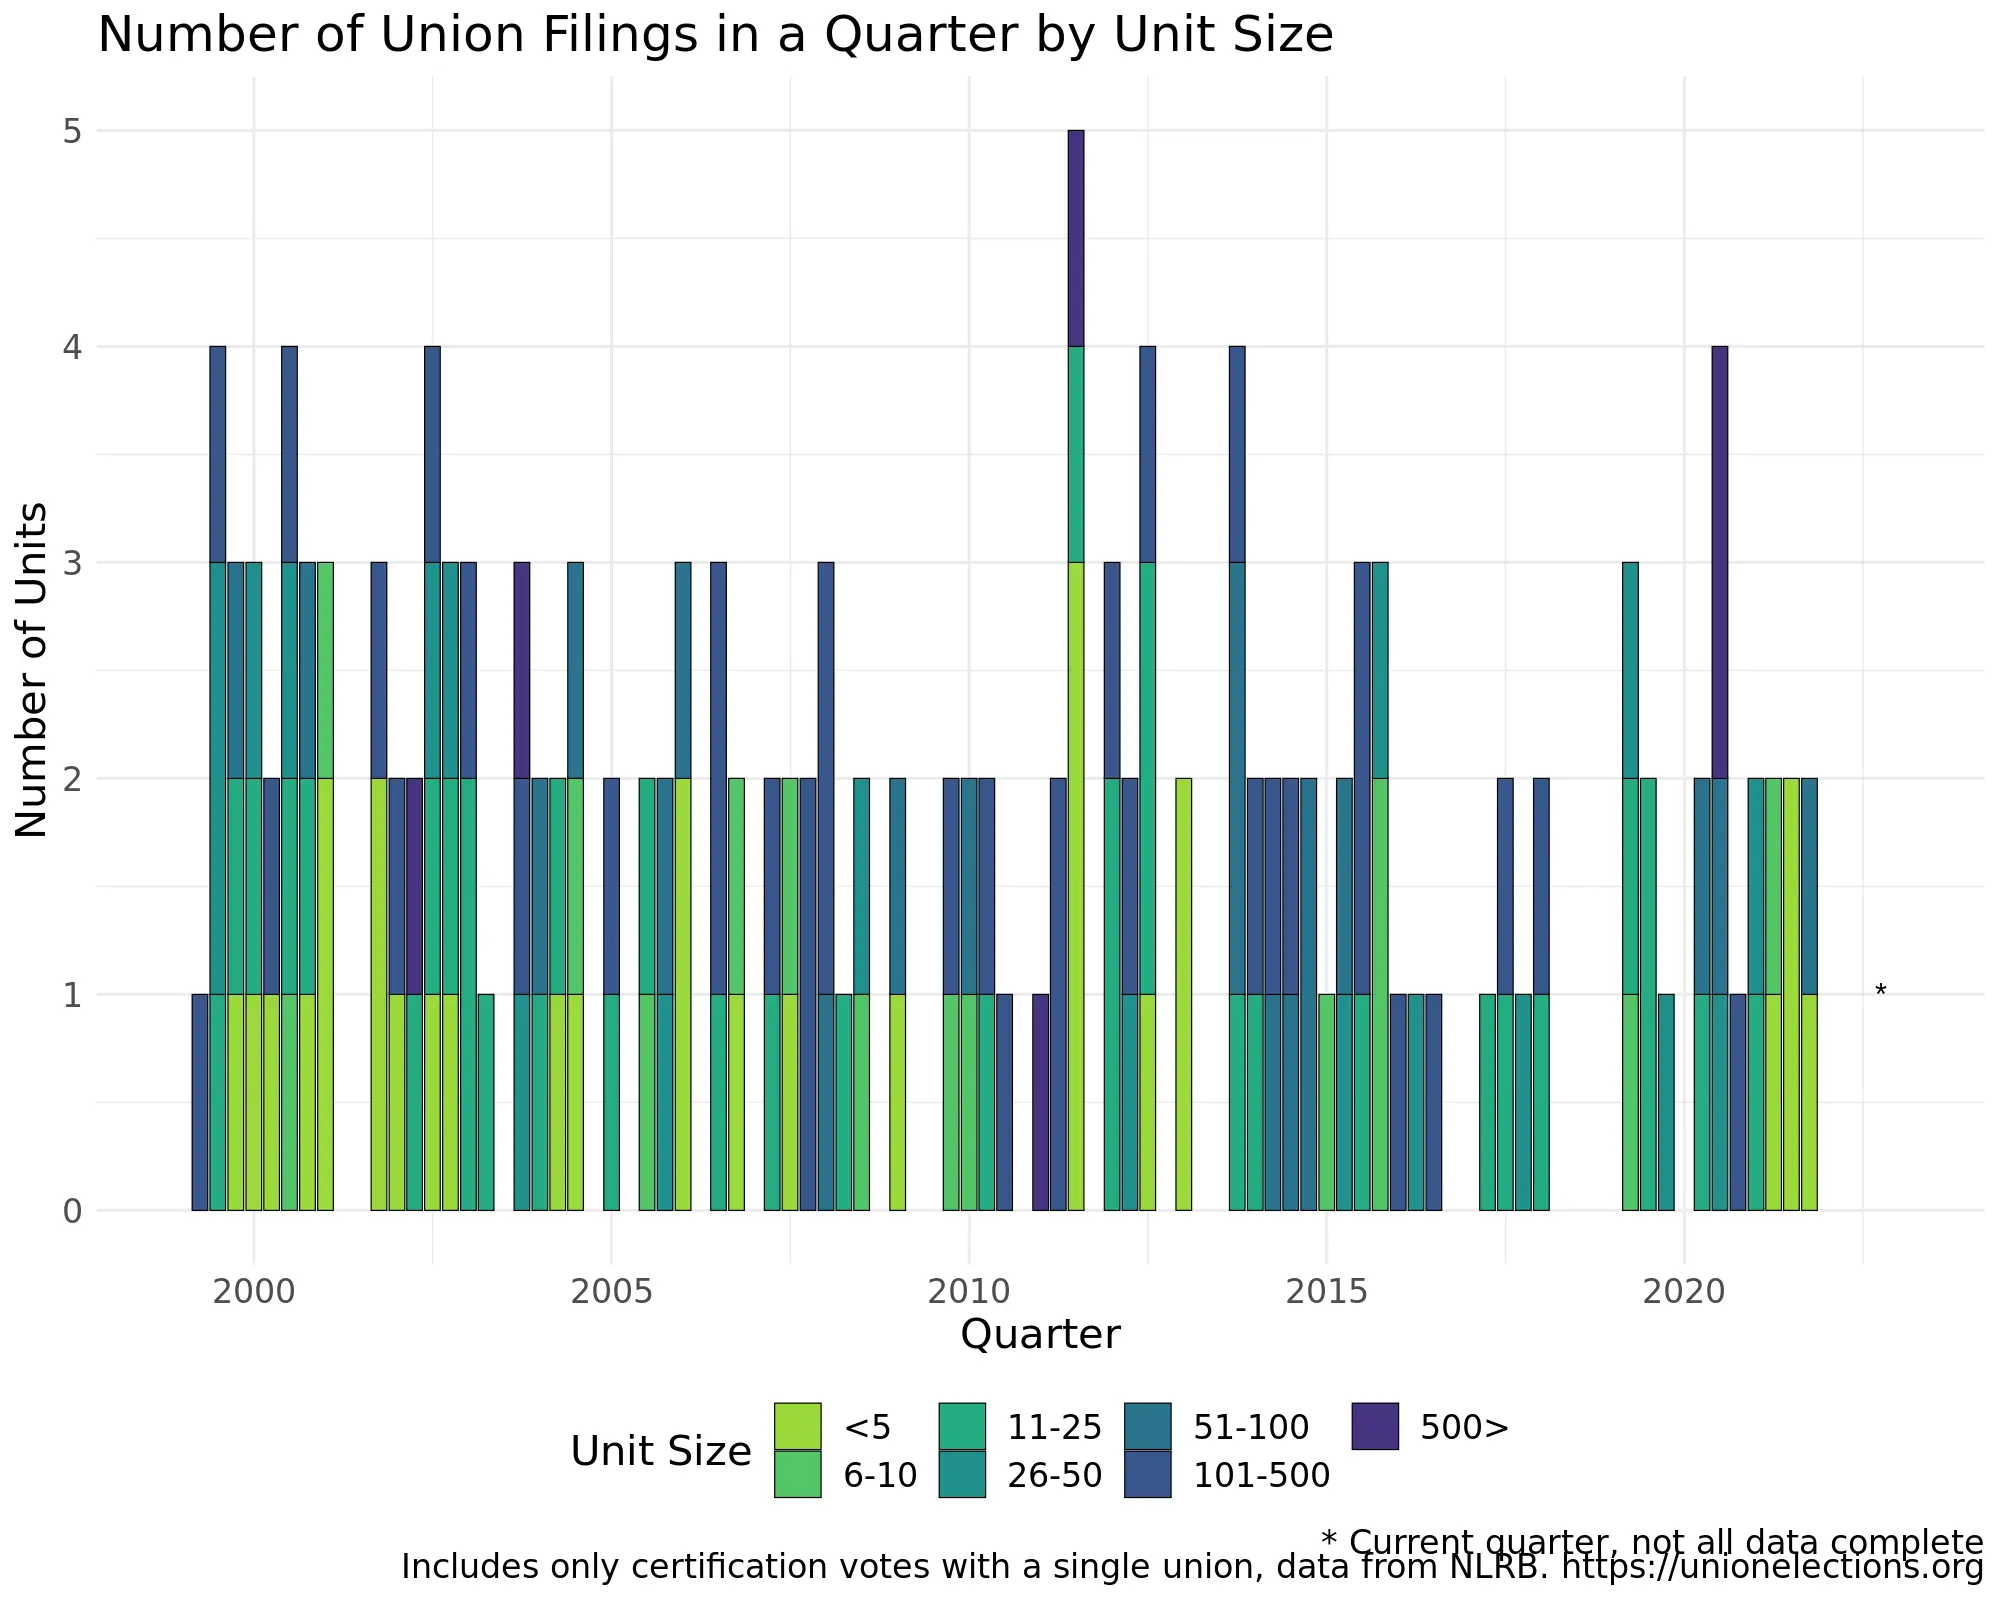 Number of Union Filings in a Quarter by Unit Size
Number of Units
5
4
3
2
1
0
*
2000 2005 2010 2015 2020
Quarter
Unit Size
<5 11-25 51-100 500>
6-10 26-50 101-500
* Current quarter, not all data complete
Includes only certification votes with a single union, data from NLRB. https://unionelections.org